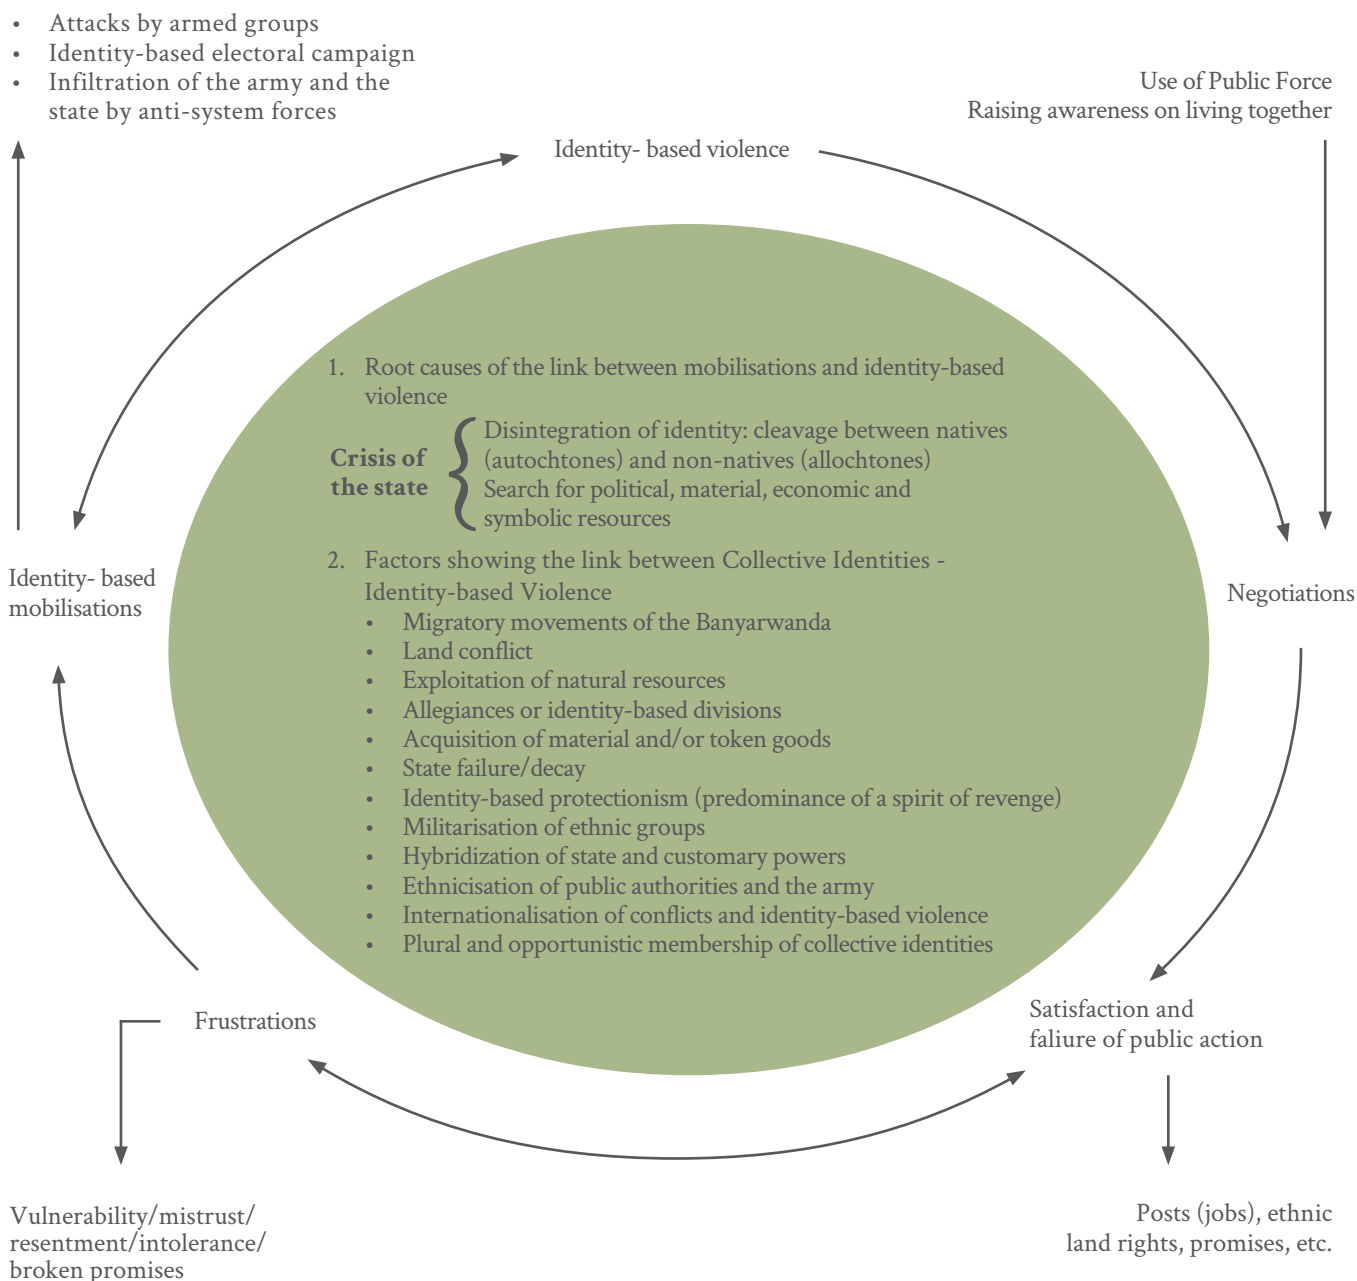 • Attacks by armed groups
• Identity-based electoral campaign
• Infiltration of the army and the
state by anti-system forces
Use of Public Force
Raising awareness on living together
Identity- based violence
1. Root causes of the link between mobilisations and identity-based
violence
Crisis of
the state
{
Disintegration of identity: cleavage between natives
(autochtones) and non-natives (allochtones)
Search for political, material, economic and
symbolic resources
2. Factors showing the link between Collective Identities -
Identity-based Violence
• Migratory movements of the Banyarwanda
• Land conflict
• Exploitation of natural resources
• Allegiances or identity-based divisions
• Acquisition of material and/or token goods
• State failure/decay
• Identity-based protectionism (predominance of a spirit of revenge)
• Militarisation of ethnic groups
• Hybridization of state and customary powers
• Ethnicisation of public authorities and the army
• Internationalisation of conflicts and identity-based violence
• Plural and opportunistic membership of collective identities
Identity- based
mobilisations
Negotiations
Frustrations
Satisfaction and
faliure of public action
Vulnerability/mistrust/
resentment/intolerance/
broken promises
Posts (jobs), ethnic
land rights, promises, etc.